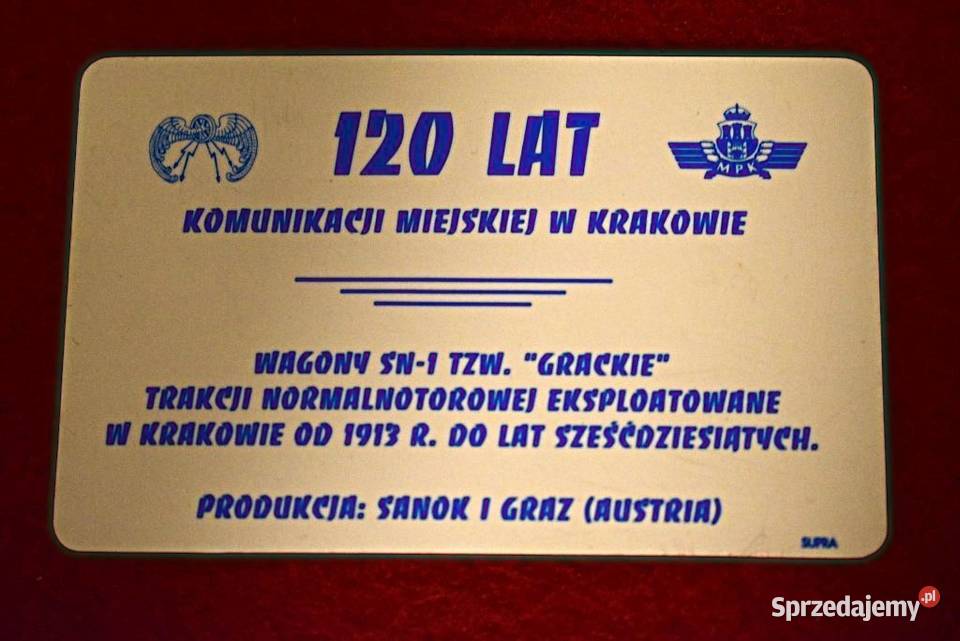 120 LAT
MPK
KOMUNIKACJI MIEJSKIEJ W KRAKOWIE
WAGONY SN-1 TZW. "GRACKIE"
TRAKCJI NORMALNOTOROWEJ EKSPLOATOWANE
W KRAKOWIE OD 1913 R. DO LAT SZEŚĆDZIESIĄTYCH.
PRODUKCJA: SANOK I GRAZ (AUSTRIA)
SUPRA
Sprzedajemy.pl